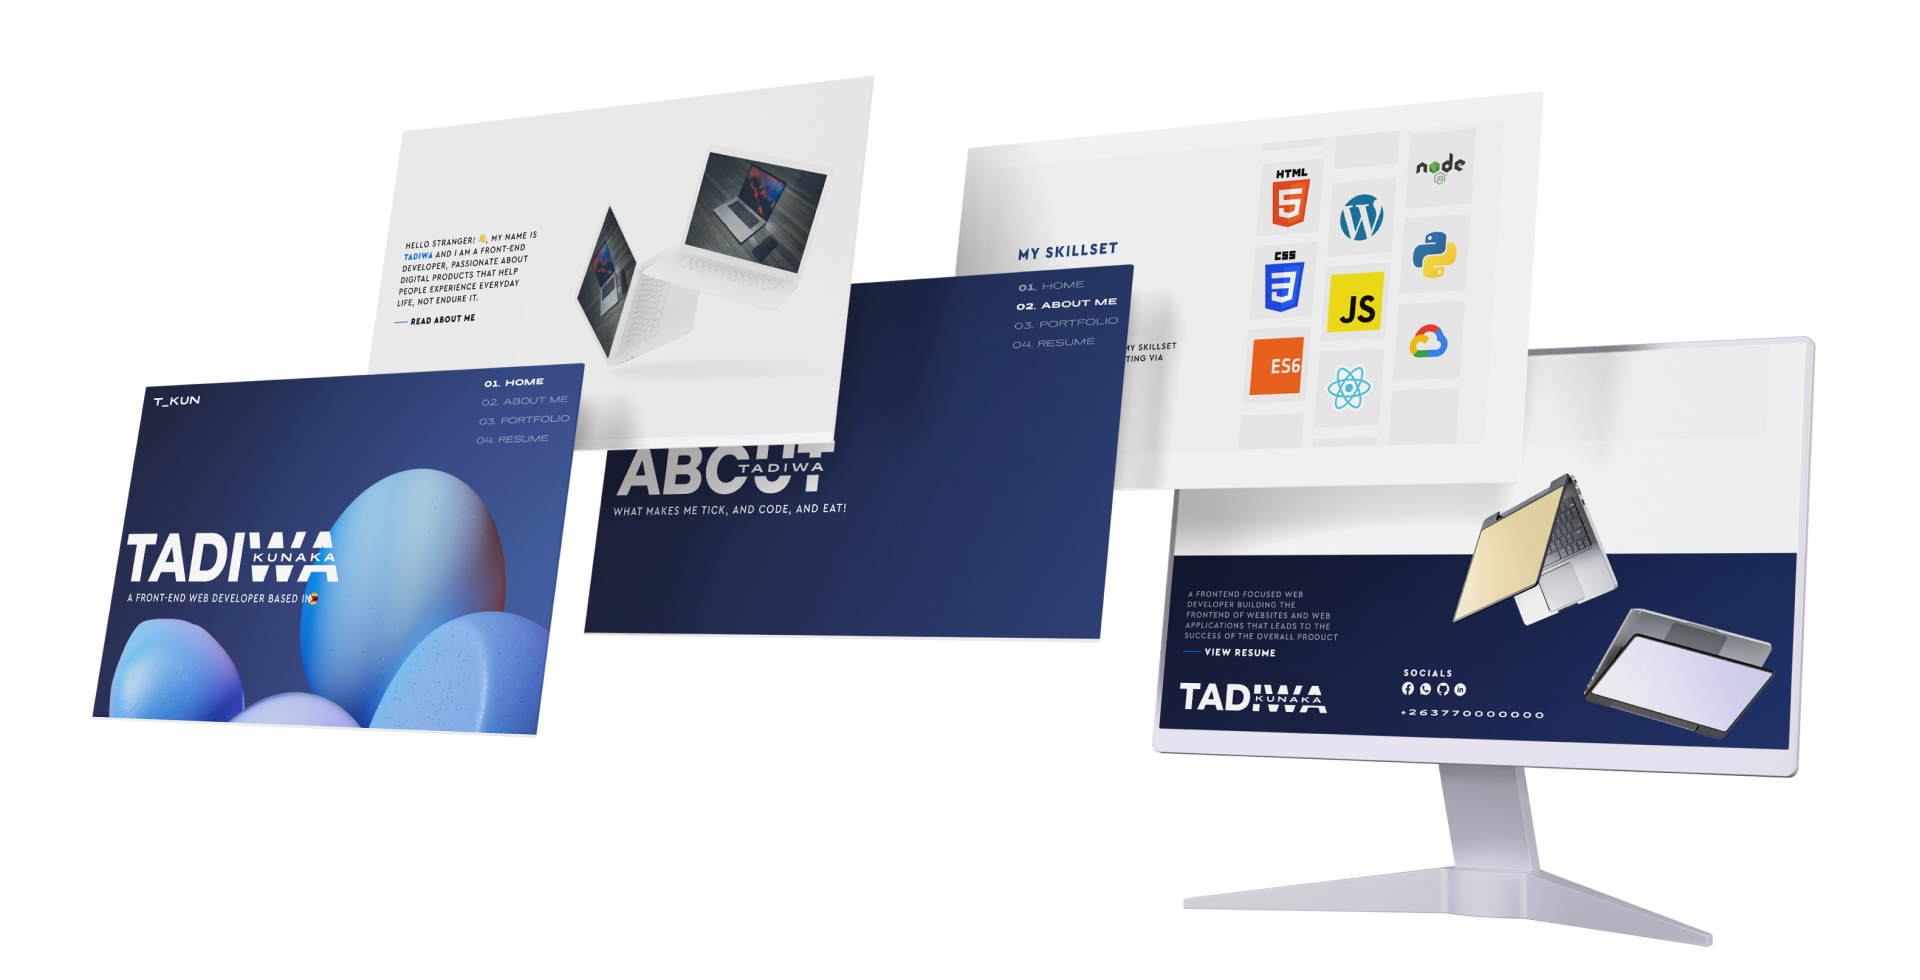 T_KUN
01. HOME
02. ABOUT ME
03. PORTFOLIO
04. RESUME
TADIWA
KUNAKA
A FRONT-END WEB DEVELOPER BASED IN
HELLO STRANGER! 👋, MY NAME IS
TADIWA AND I AM A FRONT-END
DEVELOPER, PASSIONATE ABOUT
DIGITAL PRODUCTS THAT HELP
PEOPLE EXPERIENCE EVERYDAY
LIFE, NOT ENDURE IT.
READ ABOUT ME
01. HOME
02. ABOUT ME
03. PORTFOLIO
04. RESUME
ABOUT
TADIWA
WHAT MAKES ME TICK, AND CODE, AND EAT!
MY SKILLSET
MY SKILLSET
TING VIA
HTML
5
CSS
3
ES6
W
JS
node
JS
A FRONTEND FOCUSED WEB
DEVELOPER BUILDING THE
FRONTEND OF WEBSITES AND WEB
APPLICATIONS THAT LEADS TO THE
SUCCESS OF THE OVERALL PRODUCT
VIEW RESUME
TADIWA
KUNAKA
SOCIALS
+263770000000